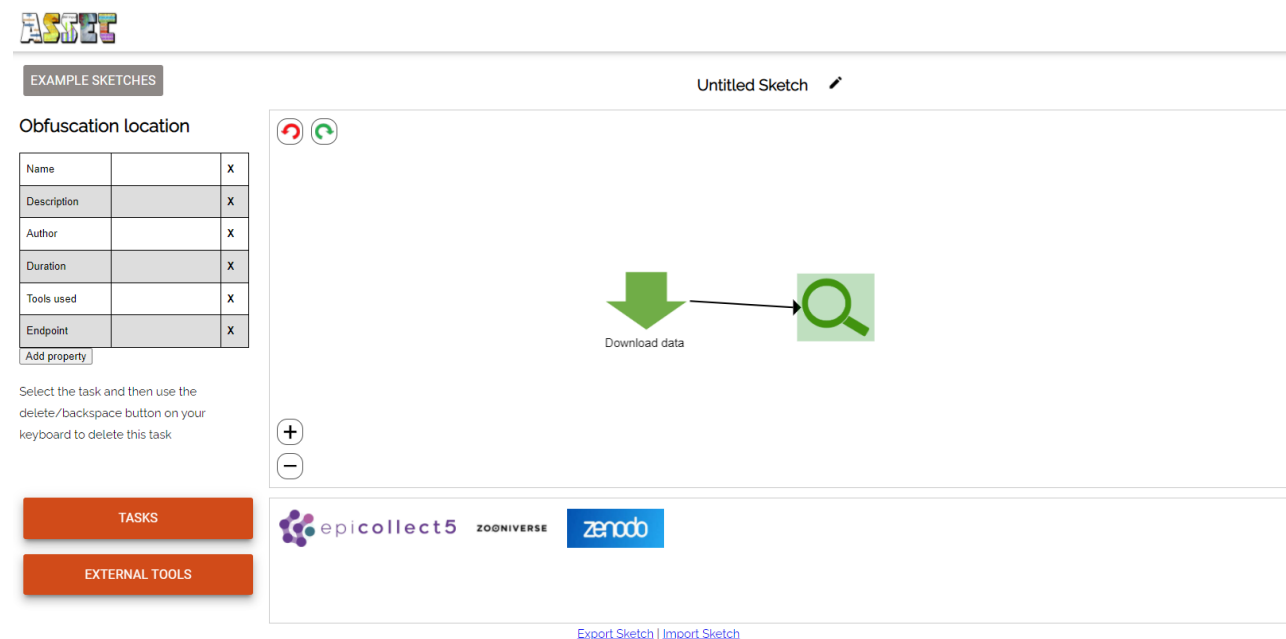 ASSET
EXAMPLE SKETCHES
Untitled Sketch
Obfuscation location
Name X
Description X
Author X
Duration X
Tools used X
Endpoint X
Add property
Select the task and then use the
delete/backspace button on your
keyboard to delete this task
Download data
TASKS
EXTERNAL TOOLS
epicollect5 ZOONIVERSE zenodo
Export Sketch | Import Sketch